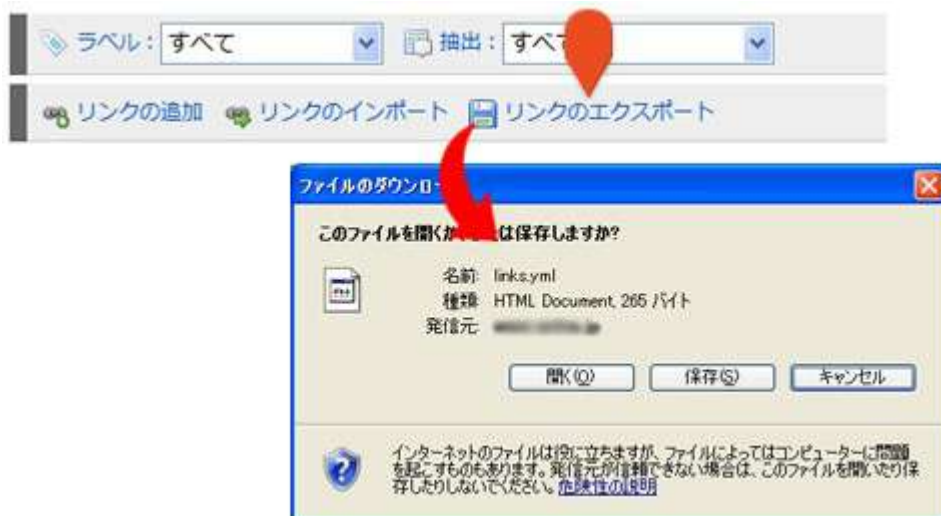 ラベル: すべて 抽出: すべて
リンクの追加 リンクのインポート リンクのエクスポート
ファイルのダウンロー
このファイルを開くか、 は保存しますか?
名前: links.yml
種類: HTML Document, 265 バイト
発信元:
開く(O) 保存(S) キャンセル
インターネットのファイルは役に立ちますが、ファイルによってはコンピューターに問題
を起こすものもあります。発信元が信頼できない場合は、このファイルを開いたり保
存したりしないでください。危険性の説明